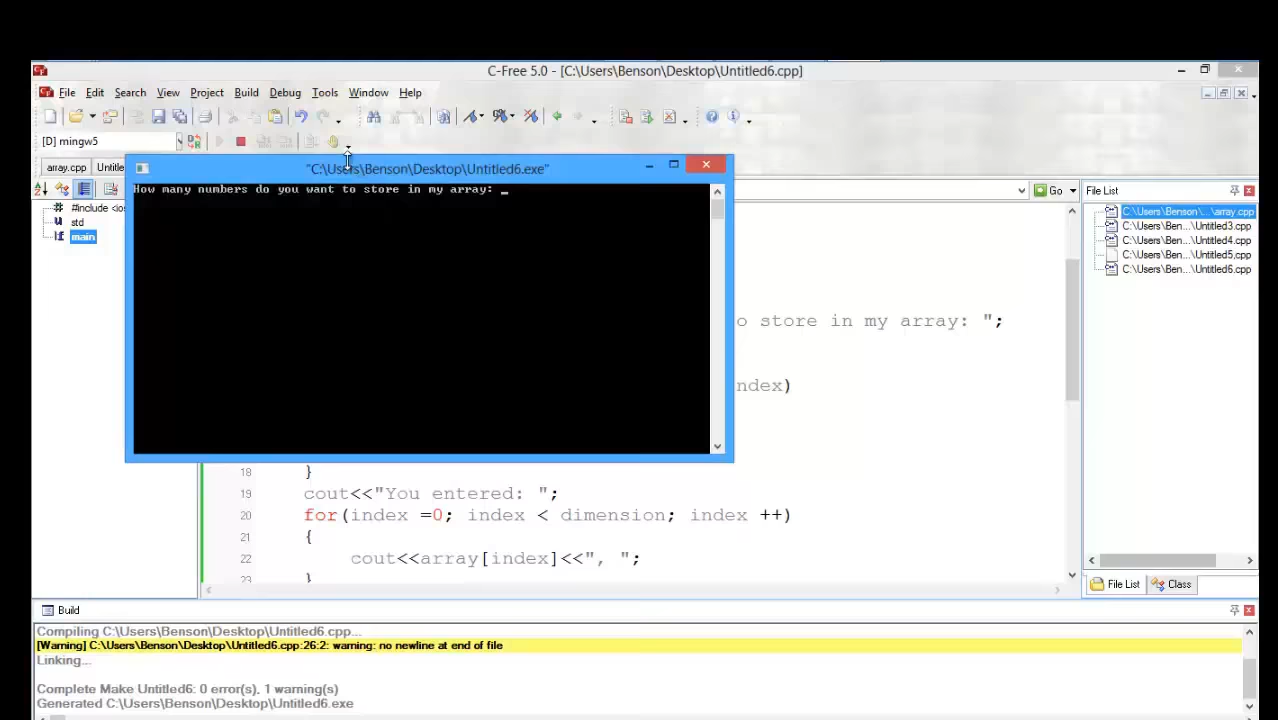 C-Free 5.0 - [C:\Users\Benson\Desktop\Untitled6.cpp]
File Edit Search View Project Build Debug Tools Window Help
[D] mingw5
array.cpp Untitle
"C:\Users\Benson\Desktop\Untitled6.exe"
Go
File List
How many numbers do you want to store in my array: _
#include <io
std
main
C:\Users\Benson\...\array.cpp
C:\Users\Ben...\Untitled3.cpp
C:\Users\Ben...\Untitled4.cpp
C:\Users\Ben...\Untitled5.cpp
C:\Users\Ben...\Untitled6.cpp
o store in my array: ";
ndex)
18 }
19 cout<<"You entered: ";
20 for(index =0; index < dimension; index ++)
21 {
22 cout<<array[index]<<", ";
23 }
File List Class
Build
Compiling C:\Users\Benson\Desktop\Untitled6.cpp...
[Warning] C:\Users\Benson\Desktop\Untitled6.cpp:26:2: warning: no newline at end of file
Linking...
Complete Make Untitled6: 0 error(s), 1 warning(s)
Generated C:\Users\Benson\Desktop\Untitled6.exe